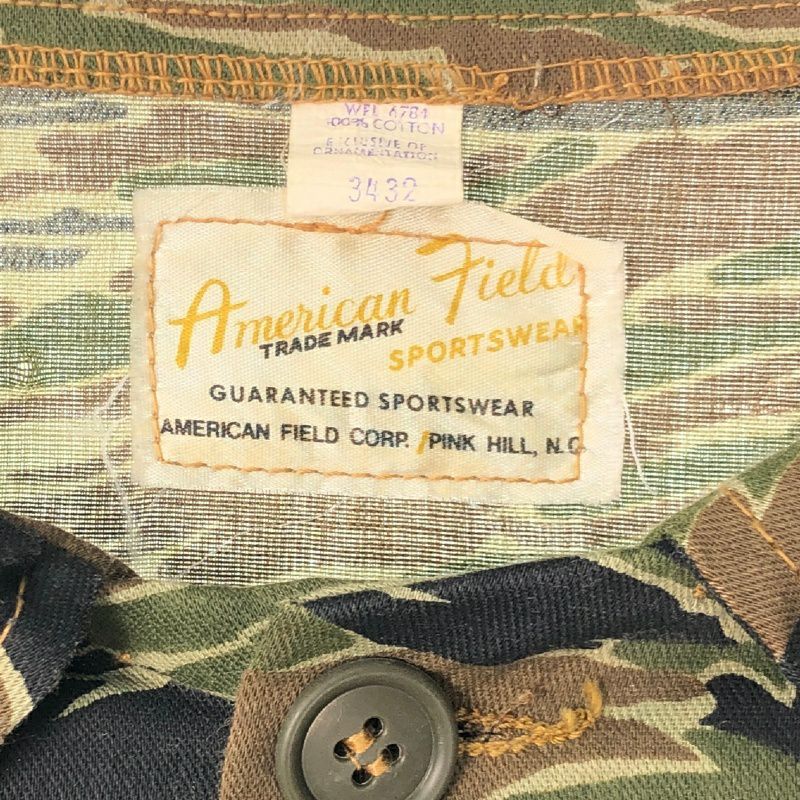 WPL 6784
100% COTTON
EXCLUSIVE OF
ORNAMENTATION
3432
American Field
TRADE MARK
SPORTSWEAR
GUARANTEED SPORTSWEAR
AMERICAN FIELD CORP. / PINK HILL, N.C.